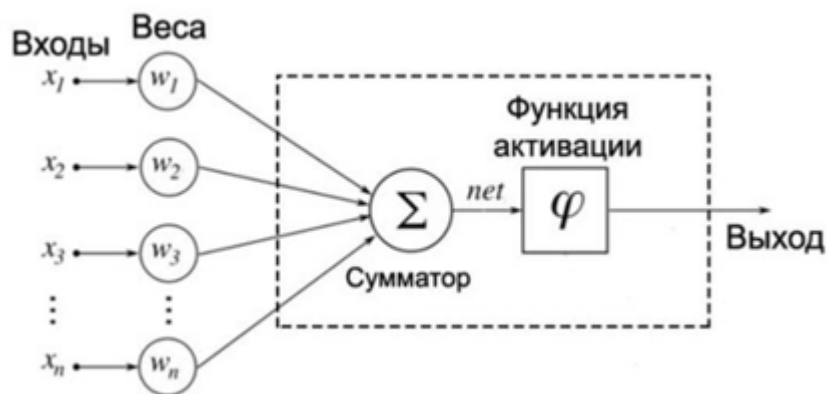 Входы
Веса
x1
w1
x2
w2
x3
w3
xn
wn
Σ
Сумматор
net
Функция
активации
φ
Выход